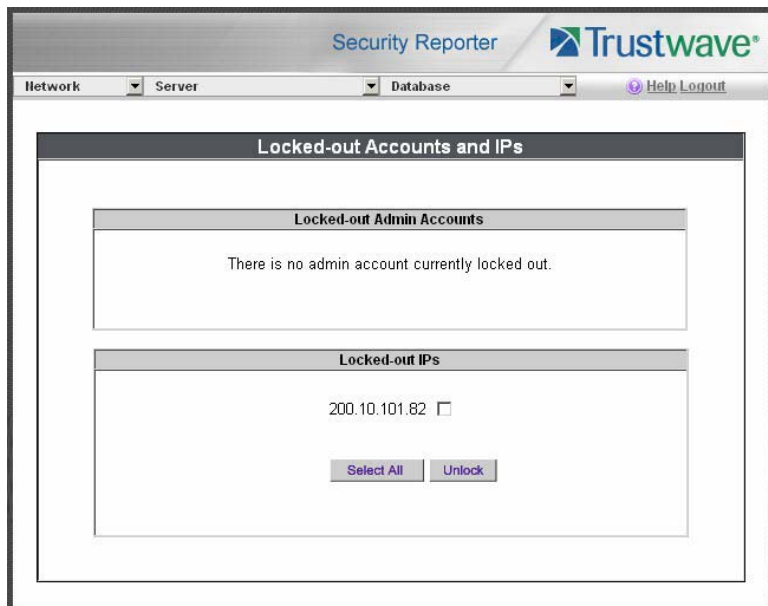 Security Reporter
Trustwave®
Network Server Database Help Logout
Locked-out Accounts and IPs
Locked-out Admin Accounts
There is no admin account currently locked out.
Locked-out IPs
200.10.101.82
Select All Unlock